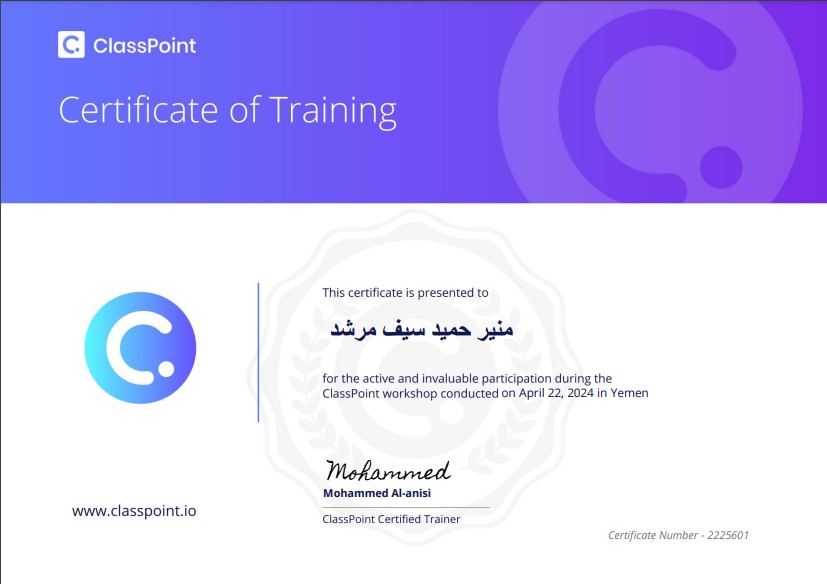 ClassPoint
Certificate of Training
This certificate is presented to
منير حميد سيف مرشد
for the active and invaluable participation during the
ClassPoint workshop conducted on April 22, 2024 in Yemen
Mohammed
Mohammed Al-anisi
ClassPoint Certified Trainer
www.classpoint.io
Certificate Number - 2225601